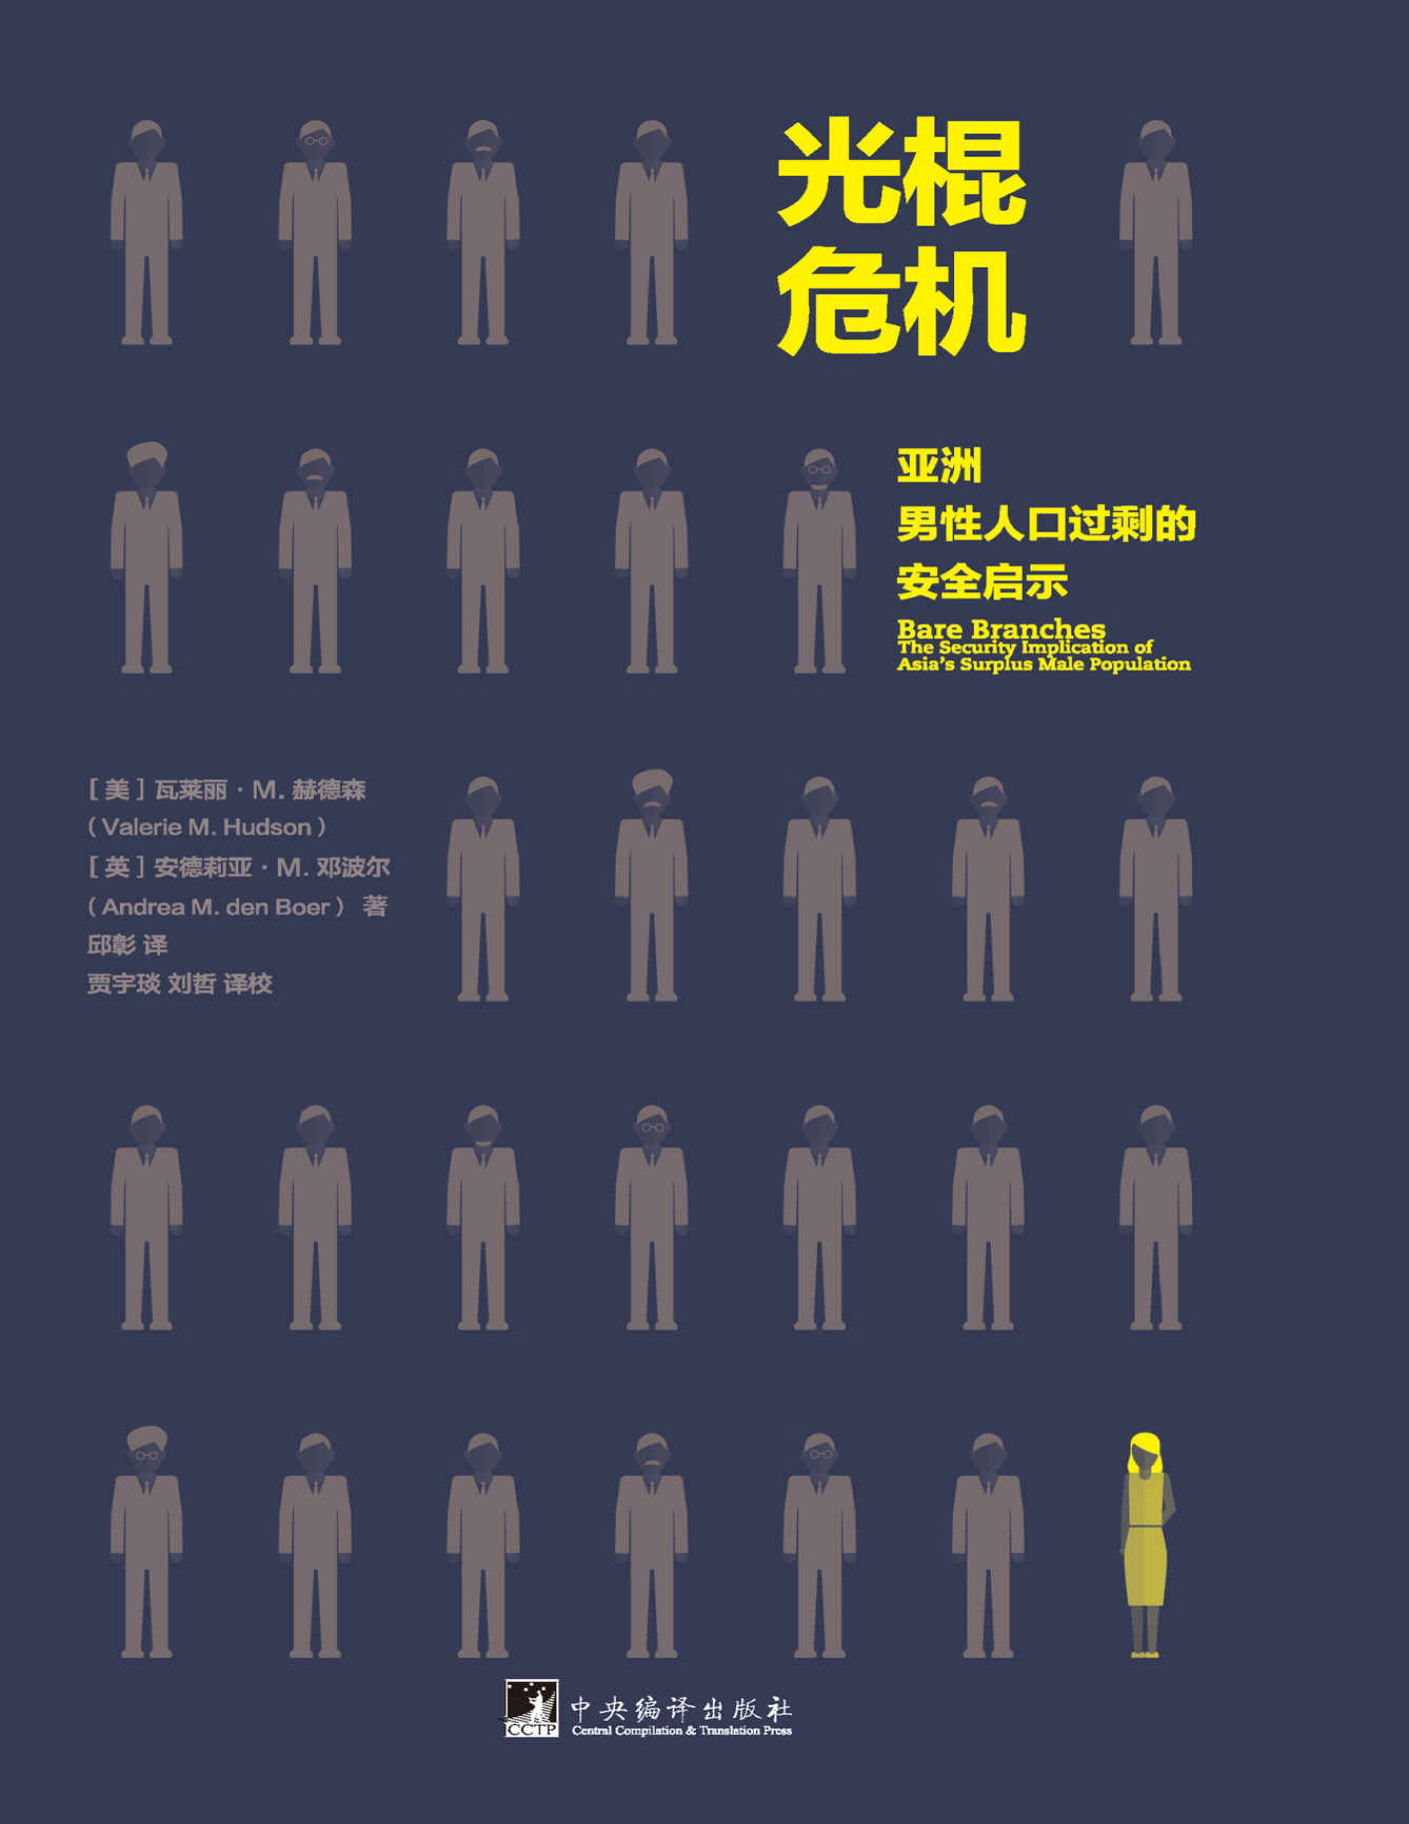 光棍
危机
亚洲
男性人口过剩的
安全启示
Bare Branches
The Security Implication of
Asia's Surplus Male Population
[美] 瓦莱丽·M. 赫德森
(Valerie M. Hudson)
[英] 安德莉亚·M. 邓波尔
(Andrea M. den Boer) 著
邱彰 译
贾宇琰 刘哲 译校
CCTP
中央编译出版社
Central Compilation & Translation Press